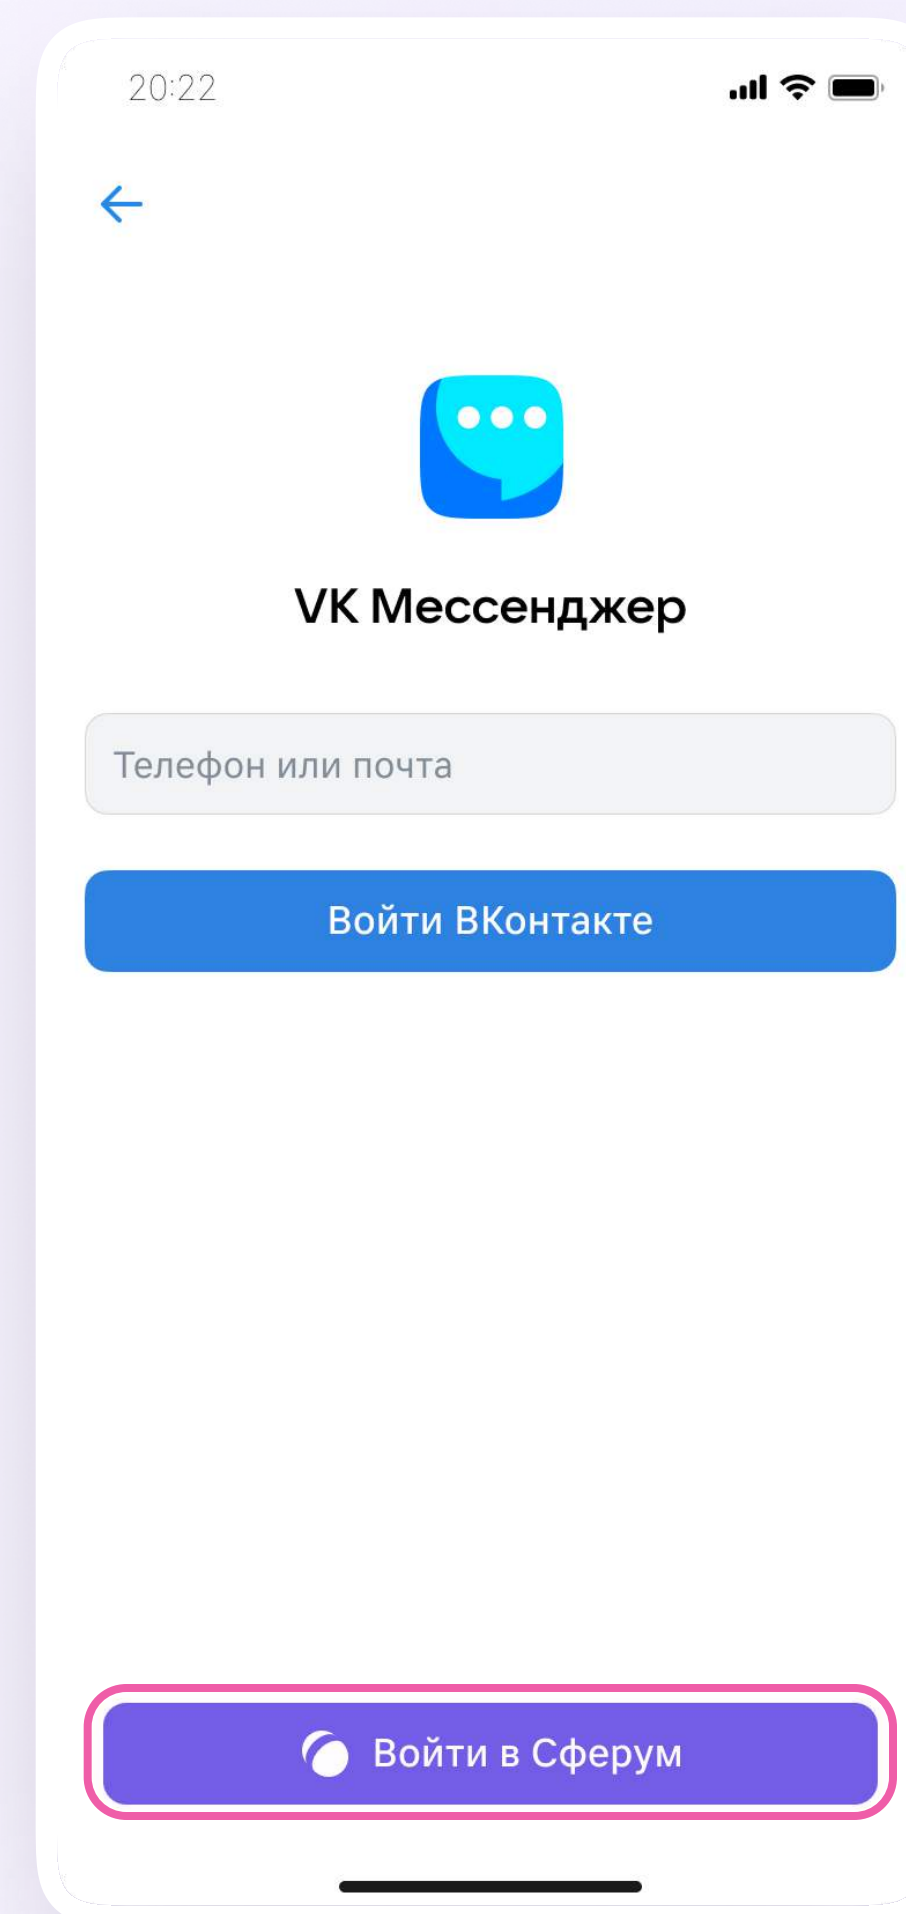 20:22
VK Мессенджер
Телефон или почта
Войти ВКонтакте
Войти в Сферум